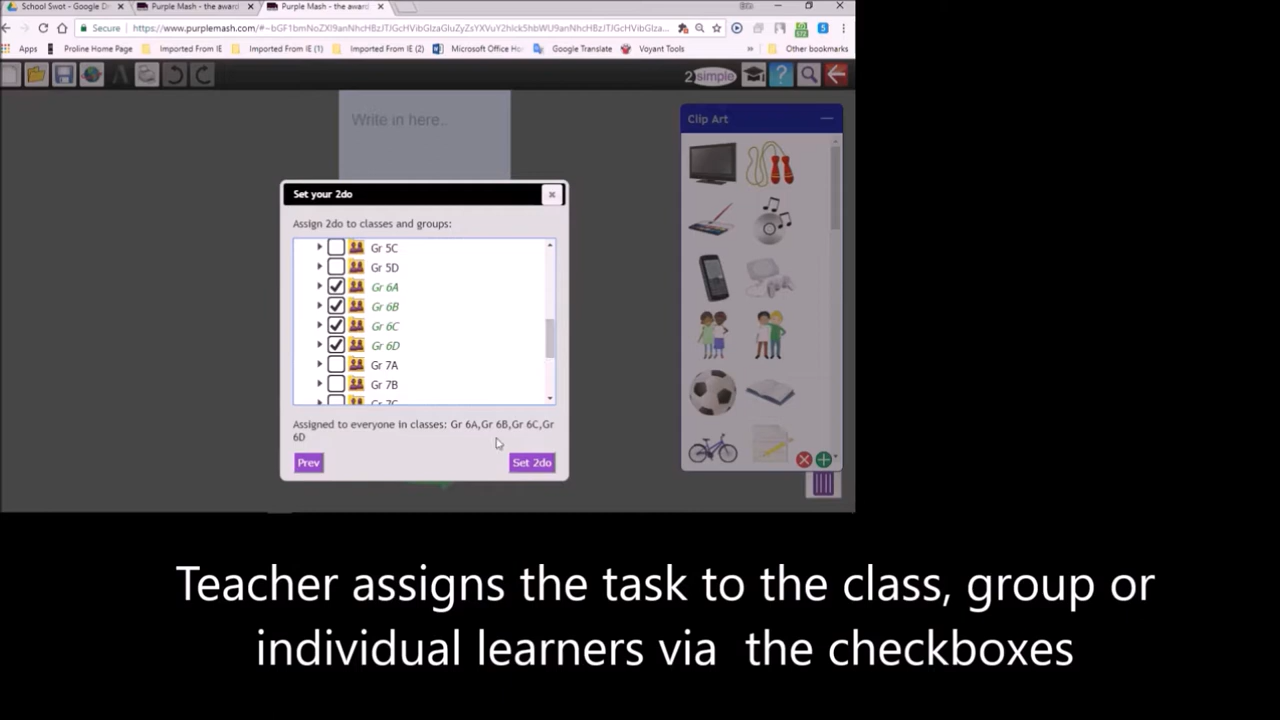 School Swot - Google D
Purple Mash - the award
Purple Mash - the award
Secure
https://www.purplemash.com/#
Apps
Proline Home Page
Imported From IE (1)
Imported From IE (1)
Imported From IE (2)
Microsoft Office Ho
Google Translate
Voyant Tools
»
Other bookmarks
2simple
Write in here..
Clip Art
Set your 2do
Assign 2do to classes and groups:
Gr 5C
Gr 5D
Gr 6A
Gr 6B
Gr 6C
Gr 6D
Gr 7A
Gr 7B
Gr 7C
Assigned to everyone in classes: Gr 6A,Gr 6B,Gr 6C,Gr
6D
Prev
Set 2do
Teacher assigns the task to the class, group or
individual learners via the checkboxes